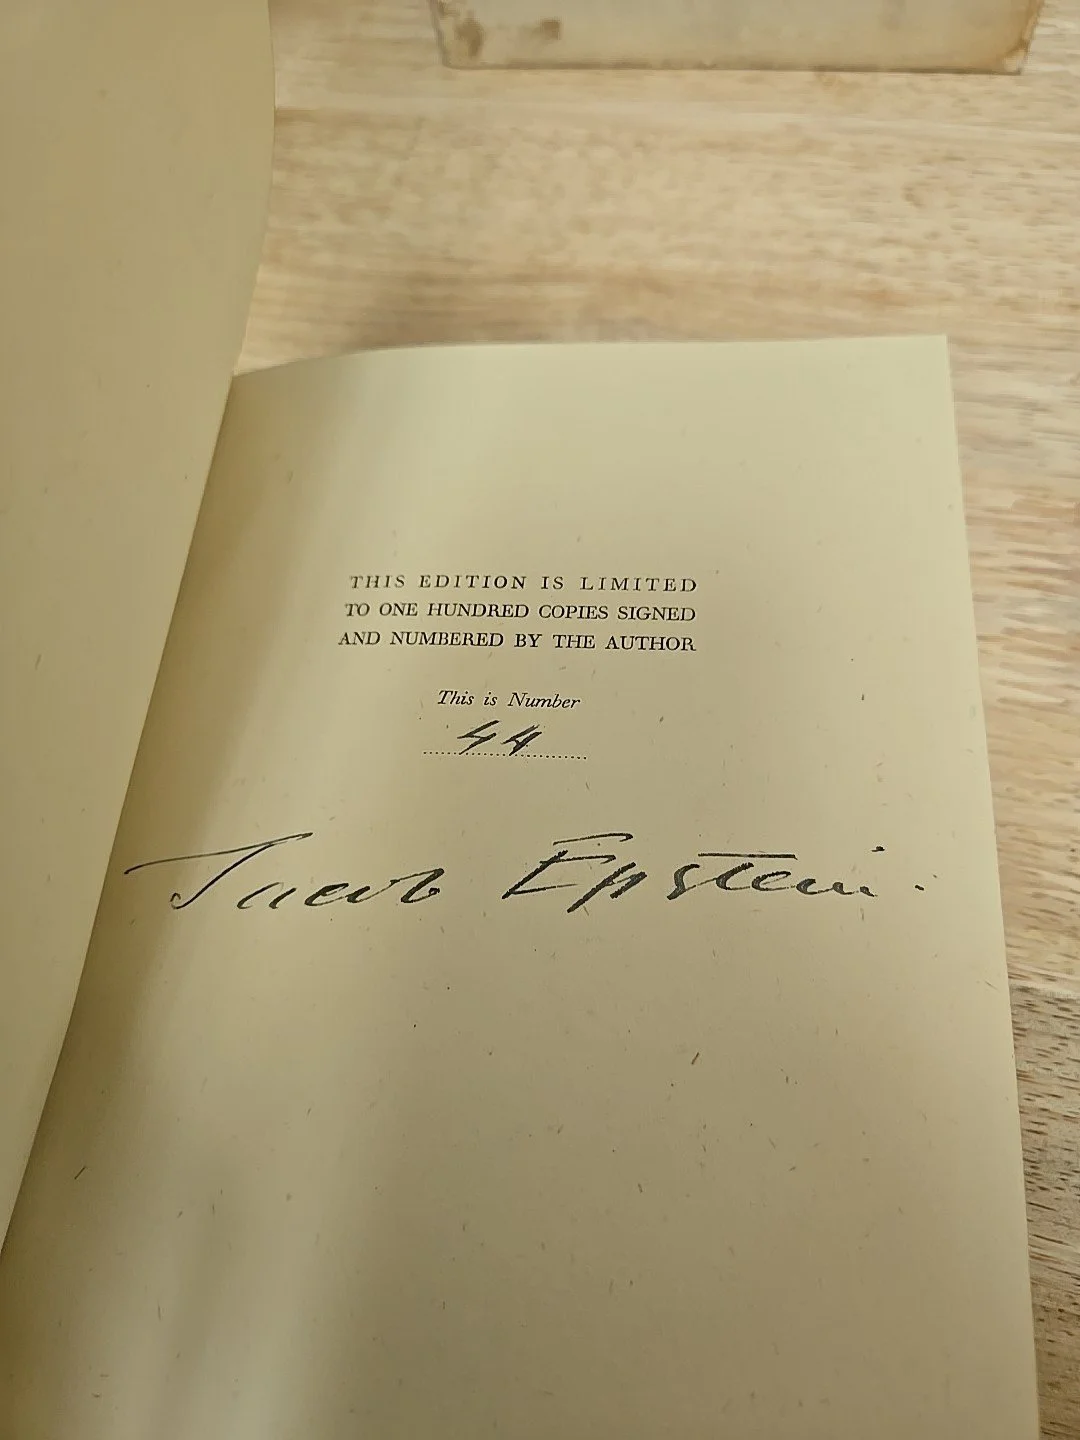 THIS EDITION IS LIMITED
TO ONE HUNDRED COPIES SIGNED
AND NUMBERED BY THE AUTHOR
This is Number
44
Jacob Epstein.